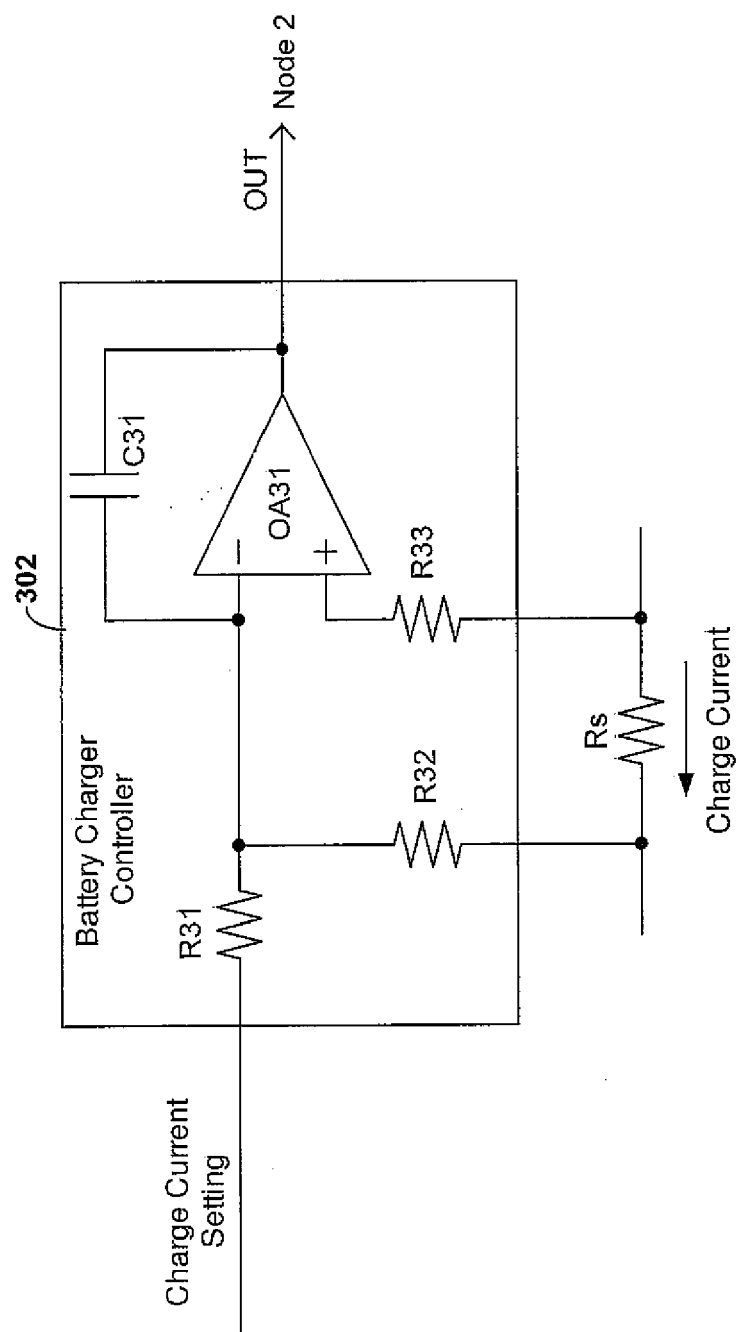 302
Battery Charger
Controller
C31
OUT
Node 2
OA31
−
+
Charge Current
Setting
R31
R32
R33
Rs
Charge Current